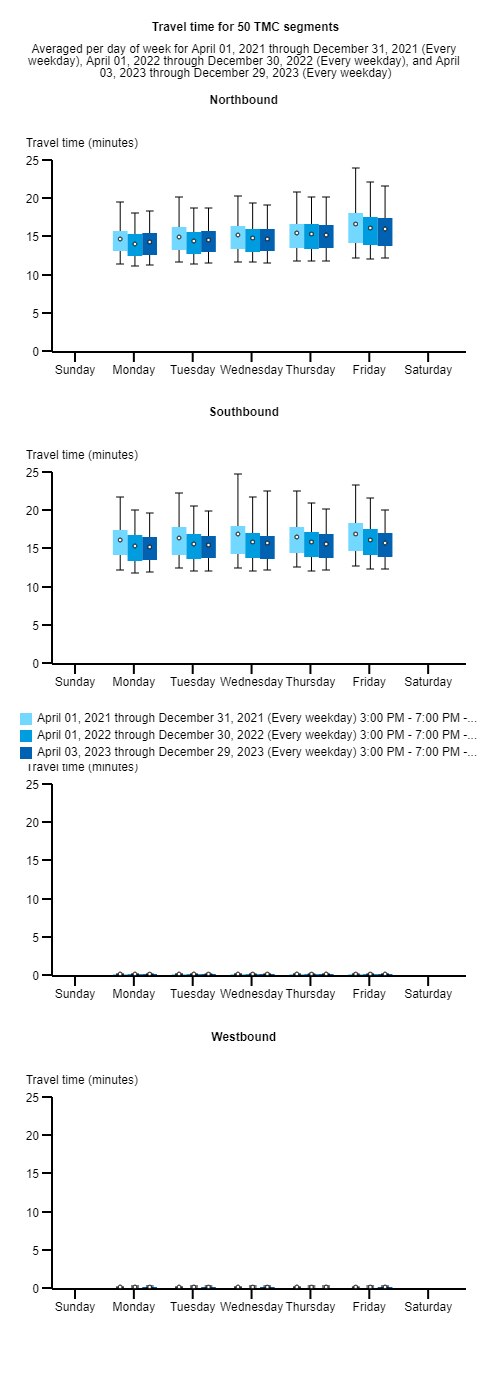 Travel time for 50 TMC segments
Averaged per day of week for April 01, 2021 through December 31, 2021 (Every
weekday), April 01, 2022 through December 30, 2022 (Every weekday), and April
03, 2023 through December 29, 2023 (Every weekday)
Northbound
Travel time (minutes)
25
20
15
10
5
0
Sunday Monday Tuesday Wednesday Thursday Friday Saturday
Southbound
Travel time (minutes)
25
20
15
10
5
0
Sunday Monday Tuesday Wednesday Thursday Friday Saturday
April 01, 2021 through December 31, 2021 (Every weekday) 3:00 PM - 7:00 PM -...
April 01, 2022 through December 30, 2022 (Every weekday) 3:00 PM - 7:00 PM -...
April 03, 2023 through December 29, 2023 (Every weekday) 3:00 PM - 7:00 PM -...
Travel time (minutes)
25
20
15
10
5
0
Sunday Monday Tuesday Wednesday Thursday Friday Saturday
Westbound
Travel time (minutes)
25
20
15
10
5
0
Sunday Monday Tuesday Wednesday Thursday Friday Saturday